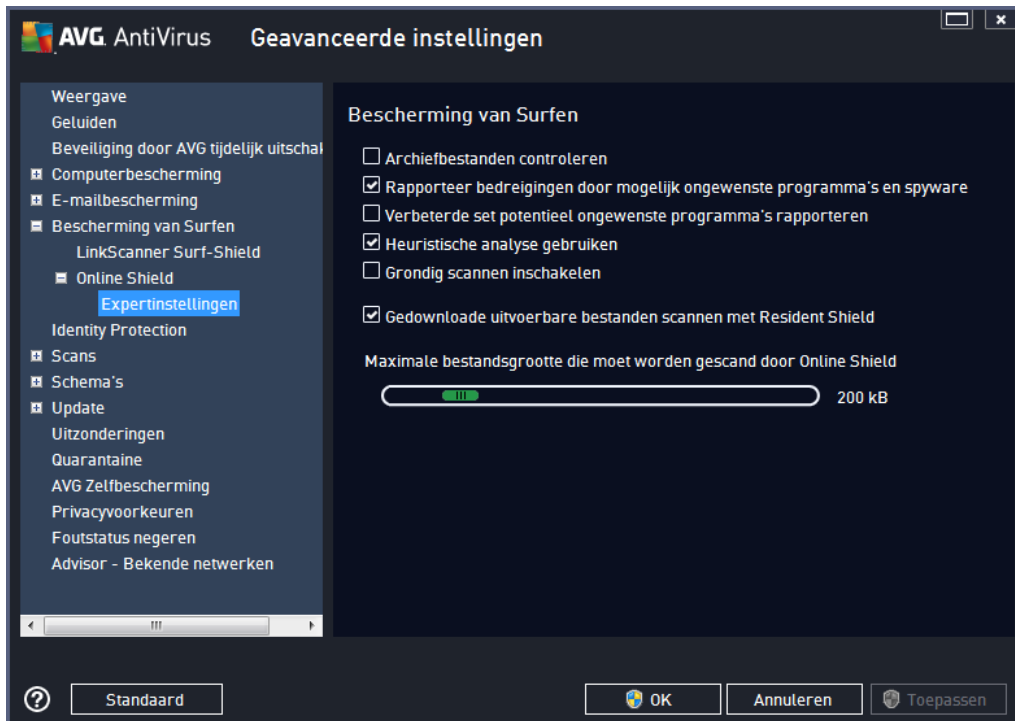 AVG. AntiVirus Geavanceerde instellingen
Weergave
Geluiden
Beveiliging door AVG tijdelijk uitschak
Computerbescherming
E-mailbescherming
Bescherming van Surfen
LinkScanner Surf-Shield
Online Shield
Expertinstellingen
Identity Protection
Scans
Schema's
Update
Uitzonderingen
Quarantaine
AVG Zelfbescherming
Privacyvoorkeuren
Foutstatus negeren
Advisor - Bekende netwerken
Bescherming van Surfen
Archiefbestanden controleren
Rapporteer bedreigingen door mogelijk ongewenste programma's en spyware
Verbeterde set potentieel ongewenste programma's rapporteren
Heuristische analyse gebruiken
Grondig scannen inschakelen
Gedownloade uitvoerbare bestanden scannen met Resident Shield
Maximale bestandsgrootte die moet worden gescand door Online Shield
200 kB
? Standaard OK Annuleren Toepassen